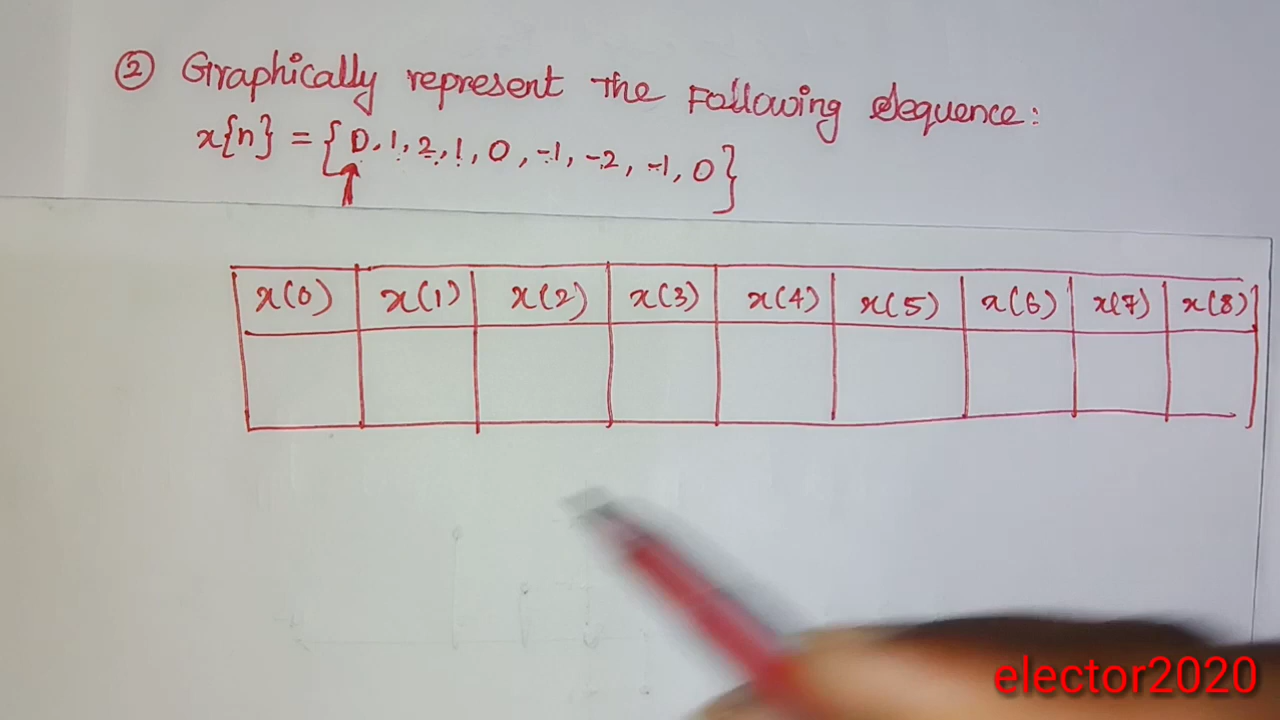 ② Graphically represent the Following Sequence:
x{n} = {0, 1, 2, 1, 0, -1, -2, -1, 0}
x(0) x(1) x(2) x(3) x(4) x(5) x(6) x(7) x(8)
elector2020